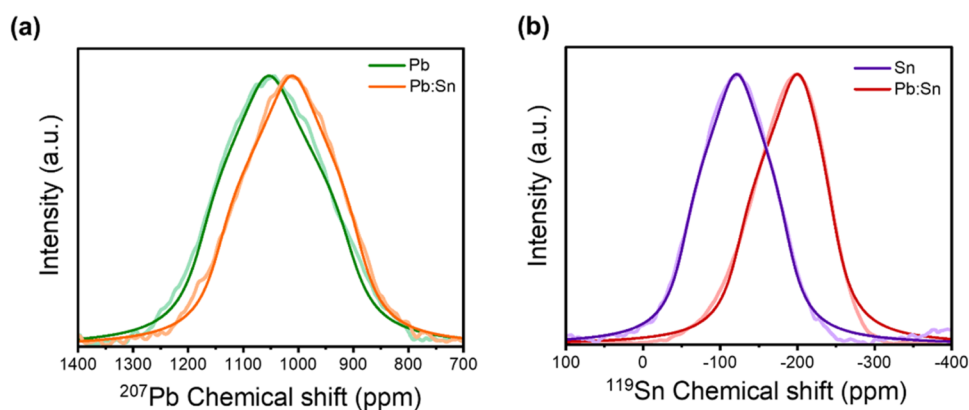 (a)
Pb
Pb:Sn
Intensity (a.u.)
1400 1300 1200 1100 1000 900 800 700
²⁰⁷Pb Chemical shift (ppm)
(b)
Sn
Pb:Sn
Intensity (a.u.)
100 0 -100 -200 -300 -400
¹¹⁹Sn Chemical shift (ppm)